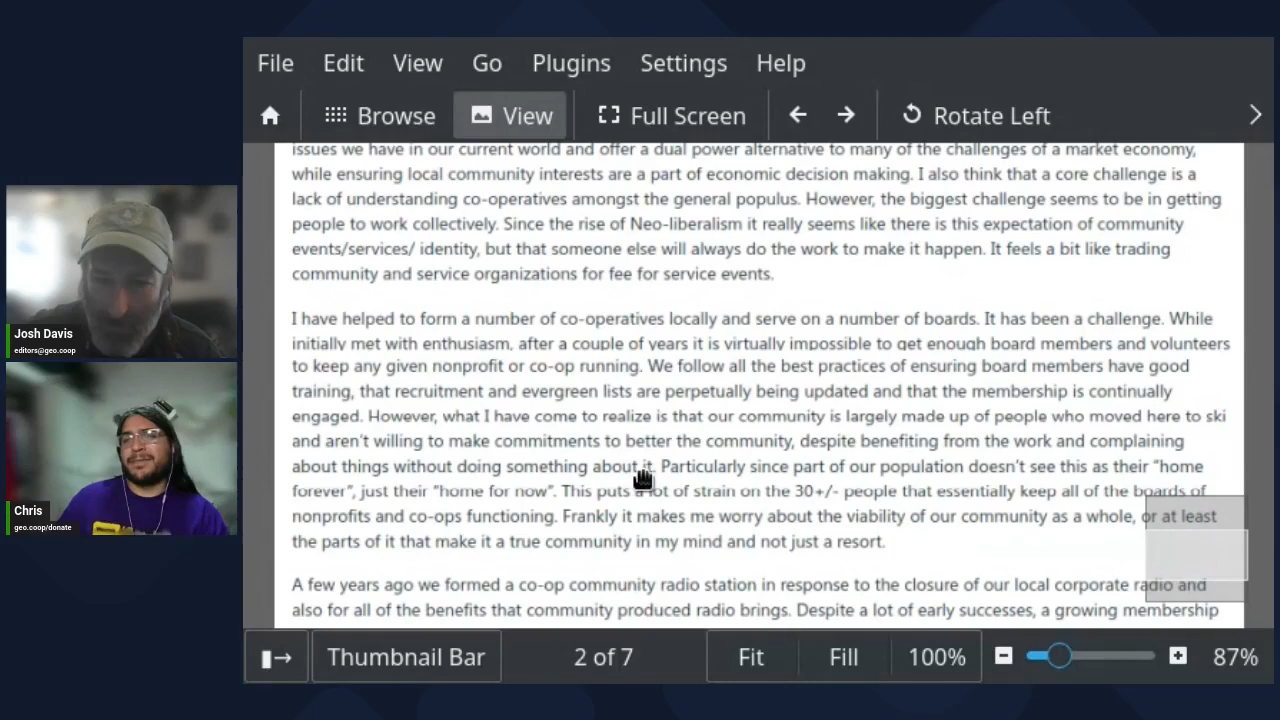 File Edit View Go Plugins Settings Help
Browse View Full Screen Rotate Left
issues we have in our current world and offer a dual power alternative to many of the challenges of a market economy,
while ensuring local community interests are a part of economic decision making. I also think that a core challenge is a
lack of understanding co-operatives amongst the general populus. However, the biggest challenge seems to be in getting
people to work collectively. Since the rise of Neo-liberalism it really seems like there is this expectation of community
events/services/ identity, but that someone else will always do the work to make it happen. It feels a bit like trading
community and service organizations for fee for service events.
I have helped to form a number of co-operatives locally and serve on a number of boards. It has been a challenge. While
initially met with enthusiasm, after a couple of years it is virtually impossible to get enough board members and volunteers
to keep any given nonprofit or co-op running. We follow all the best practices of ensuring board members have good
training, that recruitment and evergreen lists are perpetually being updated and that the membership is continually
engaged. However, what I have come to realize is that our community is largely made up of people who moved here to ski
and aren't willing to make commitments to better the community, despite benefiting from the work and complaining
about things without doing something about it. Particularly since part of our population doesn't see this as their "home
forever", just their "home for now". This puts a lot of strain on the 30+/- people that essentially keep all of the boards of
nonprofits and co-ops functioning. Frankly it makes me worry about the viability of our community as a whole, or at least
the parts of it that make it a true community in my mind and not just a resort.
A few years ago we formed a co-op community radio station in response to the closure of our local corporate radio and
also for all of the benefits that community produced radio brings. Despite a lot of early successes, a growing membership
Thumbnail Bar 2 of 7 Fit Fill 100% 87%
Josh Davis
editors@geo.coop
Chris
geo.coop/donate